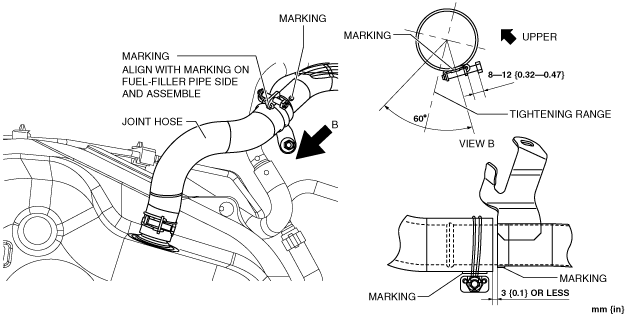 MARKING
MARKING
ALIGN WITH MARKING ON
FUEL-FILLER PIPE SIDE
AND ASSEMBLE
JOINT HOSE
B
MARKING
UPPER
8—12 {0.32—0.47}
60°
TIGHTENING RANGE
VIEW B
MARKING
MARKING
3 {0.1} OR LESS
mm {in}